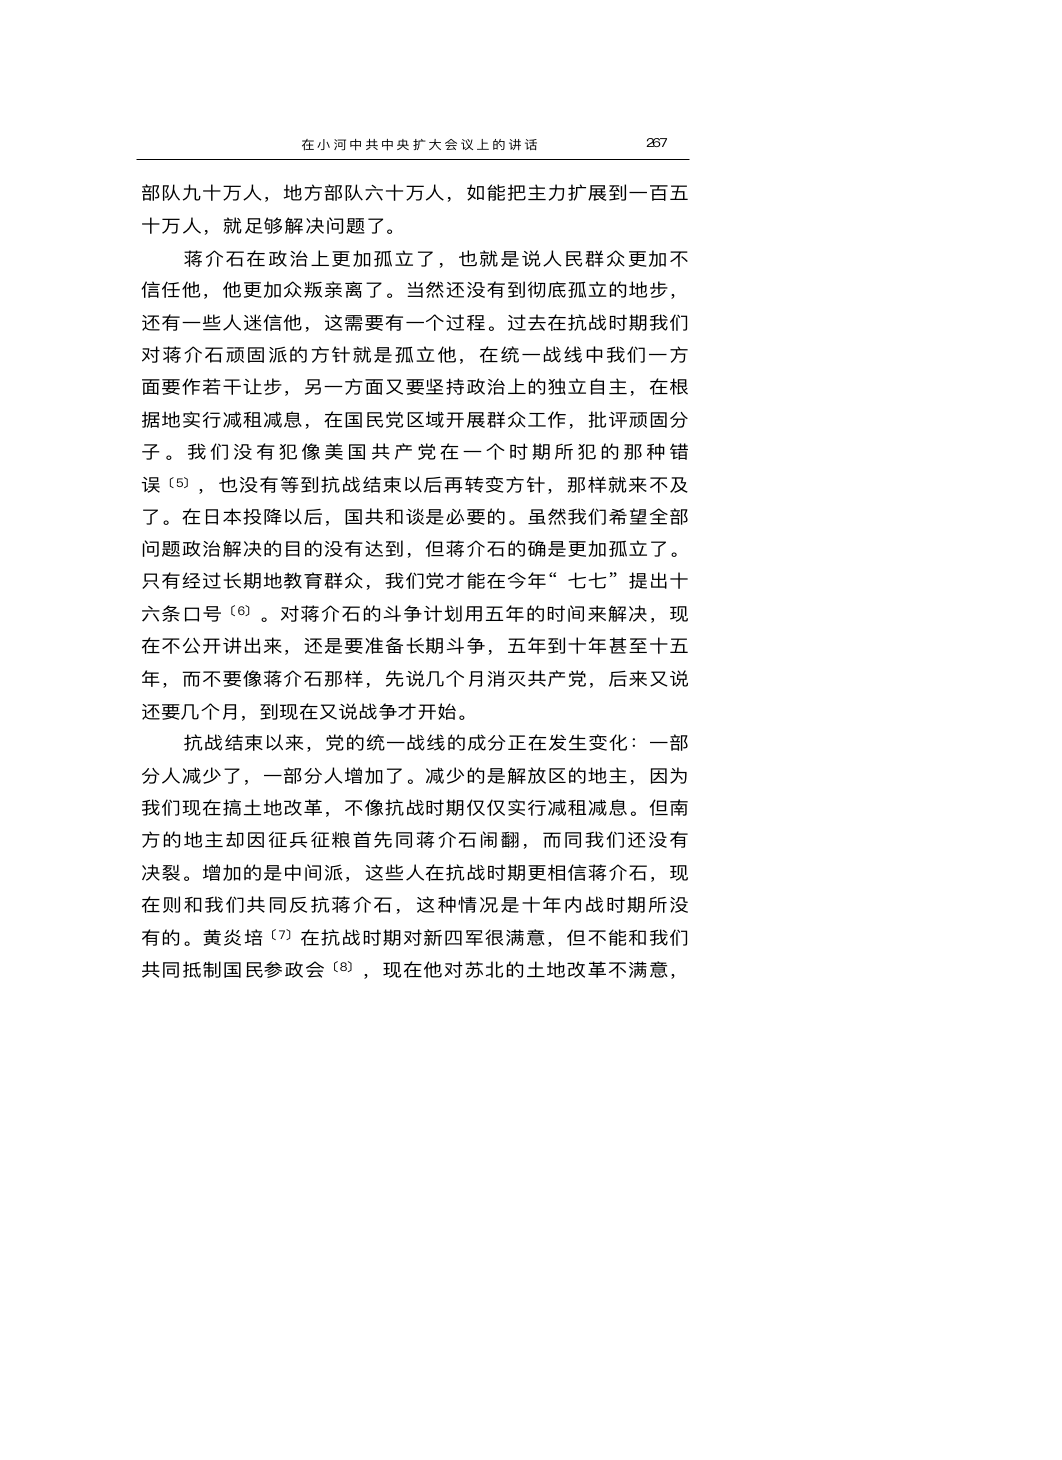 在小河中共中央扩大会议上的讲话 267
部队九十万人，地方部队六十万人，如能把主力扩展到一百五
十万人，就足够解决问题了。
蒋介石在政治上更加孤立了，也就是说人民群众更加不
信任他，他更加众叛亲离了。当然还没有到彻底孤立的地步，
还有一些人迷信他，这需要有一个过程。过去在抗战时期我们
对蒋介石顽固派的方针就是孤立他，在统一战线中我们一方
面要作若干让步，另一方面又要坚持政治上的独立自主，在根
据地实行减租减息，在国民党区域开展群众工作，批评顽固分
子。我们没有犯像美国共产党在一个时期所犯的那种错
误〔5〕，也没有等到抗战结束以后再转变方针，那样就来不及
了。在日本投降以后，国共和谈是必要的。虽然我们希望全部
问题政治解决的目的没有达到，但蒋介石的确是更加孤立了。
只有经过长期地教育群众，我们党才能在今年“七七”提出十
六条口号〔6〕。对蒋介石的斗争计划用五年的时间来解决，现
在不公开讲出来，还是要准备长期斗争，五年到十年甚至十五
年，而不要像蒋介石那样，先说几个月消灭共产党，后来又说
还要几个月，到现在又说战争才开始。
抗战结束以来，党的统一战线的成分正在发生变化：一部
分人减少了，一部分人增加了。减少的是解放区的地主，因为
我们现在搞土地改革，不像抗战时期仅仅实行减租减息。但南
方的地主却因征兵征粮首先同蒋介石闹翻，而同我们还没有
决裂。增加的是中间派，这些人在抗战时期更相信蒋介石，现
在则和我们共同反抗蒋介石，这种情况是十年内战时期所没
有的。黄炎培〔7〕在抗战时期对新四军很满意，但不能和我们
共同抵制国民参政会〔8〕，现在他对苏北的土地改革不满意，